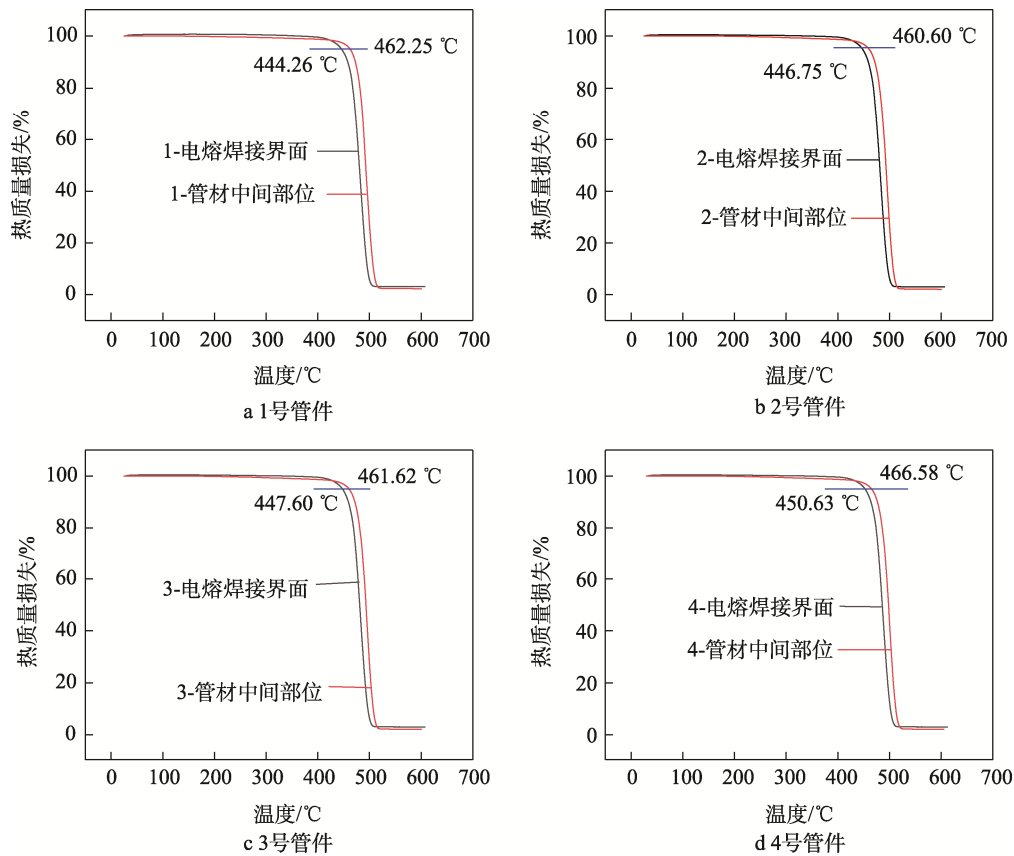 100
80
60
40
20
0
热质量损失/%
462.25 ℃
444.26 ℃
1-电熔焊接界面
1-管材中间部位
0 100 200 300 400 500 600 700
温度/℃
a 1号管件
100
80
60
40
20
0
热质量损失/%
460.60 ℃
446.75 ℃
2-电熔焊接界面
2-管材中间部位
0 100 200 300 400 500 600 700
温度/℃
b 2号管件
100
80
60
40
20
0
热质量损失/%
461.62 ℃
447.60 ℃
3-电熔焊接界面
3-管材中间部位
0 100 200 300 400 500 600 700
温度/℃
c 3号管件
100
80
60
40
20
0
热质量损失/%
466.58 ℃
450.63 ℃
4-电熔焊接界面
4-管材中间部位
0 100 200 300 400 500 600 700
温度/℃
d 4号管件